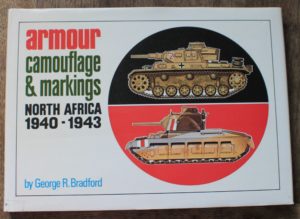 armour
camouflage
& markings
NORTH AFRICA
1940 - 1943
by George R. Bradford